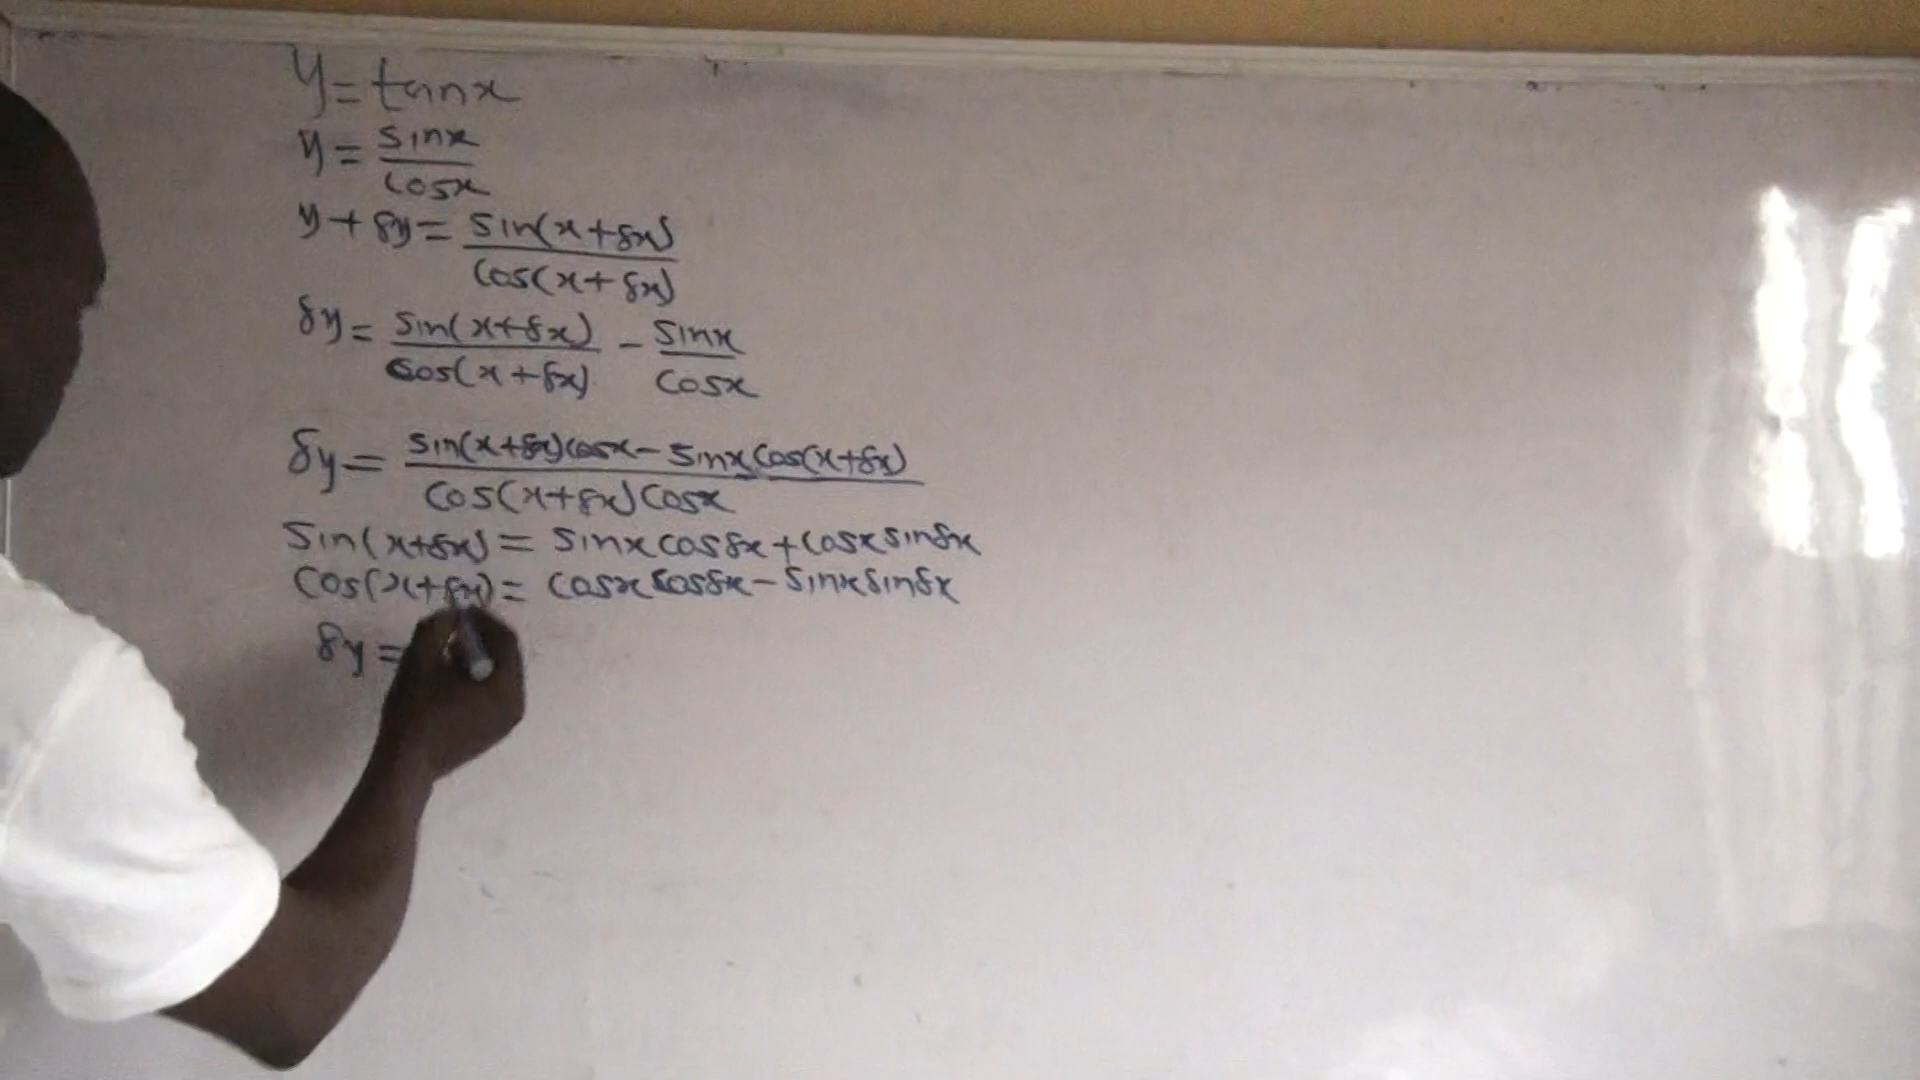 y = tanx
y = sinx/cosx
y + δy = sin(x+δx)/cos(x+δx)
δy = sin(x+δx)/cos(x+δx) - sinx/cosx
δy = sin(x+δx)cosx - sinx cos(x+δx)/cos(x+δx)cosx
sin(x+δx) = sinx cosδx + cosx sinδx
cos(x+δx) = cosx cosδx - sinx sinδx
δy =